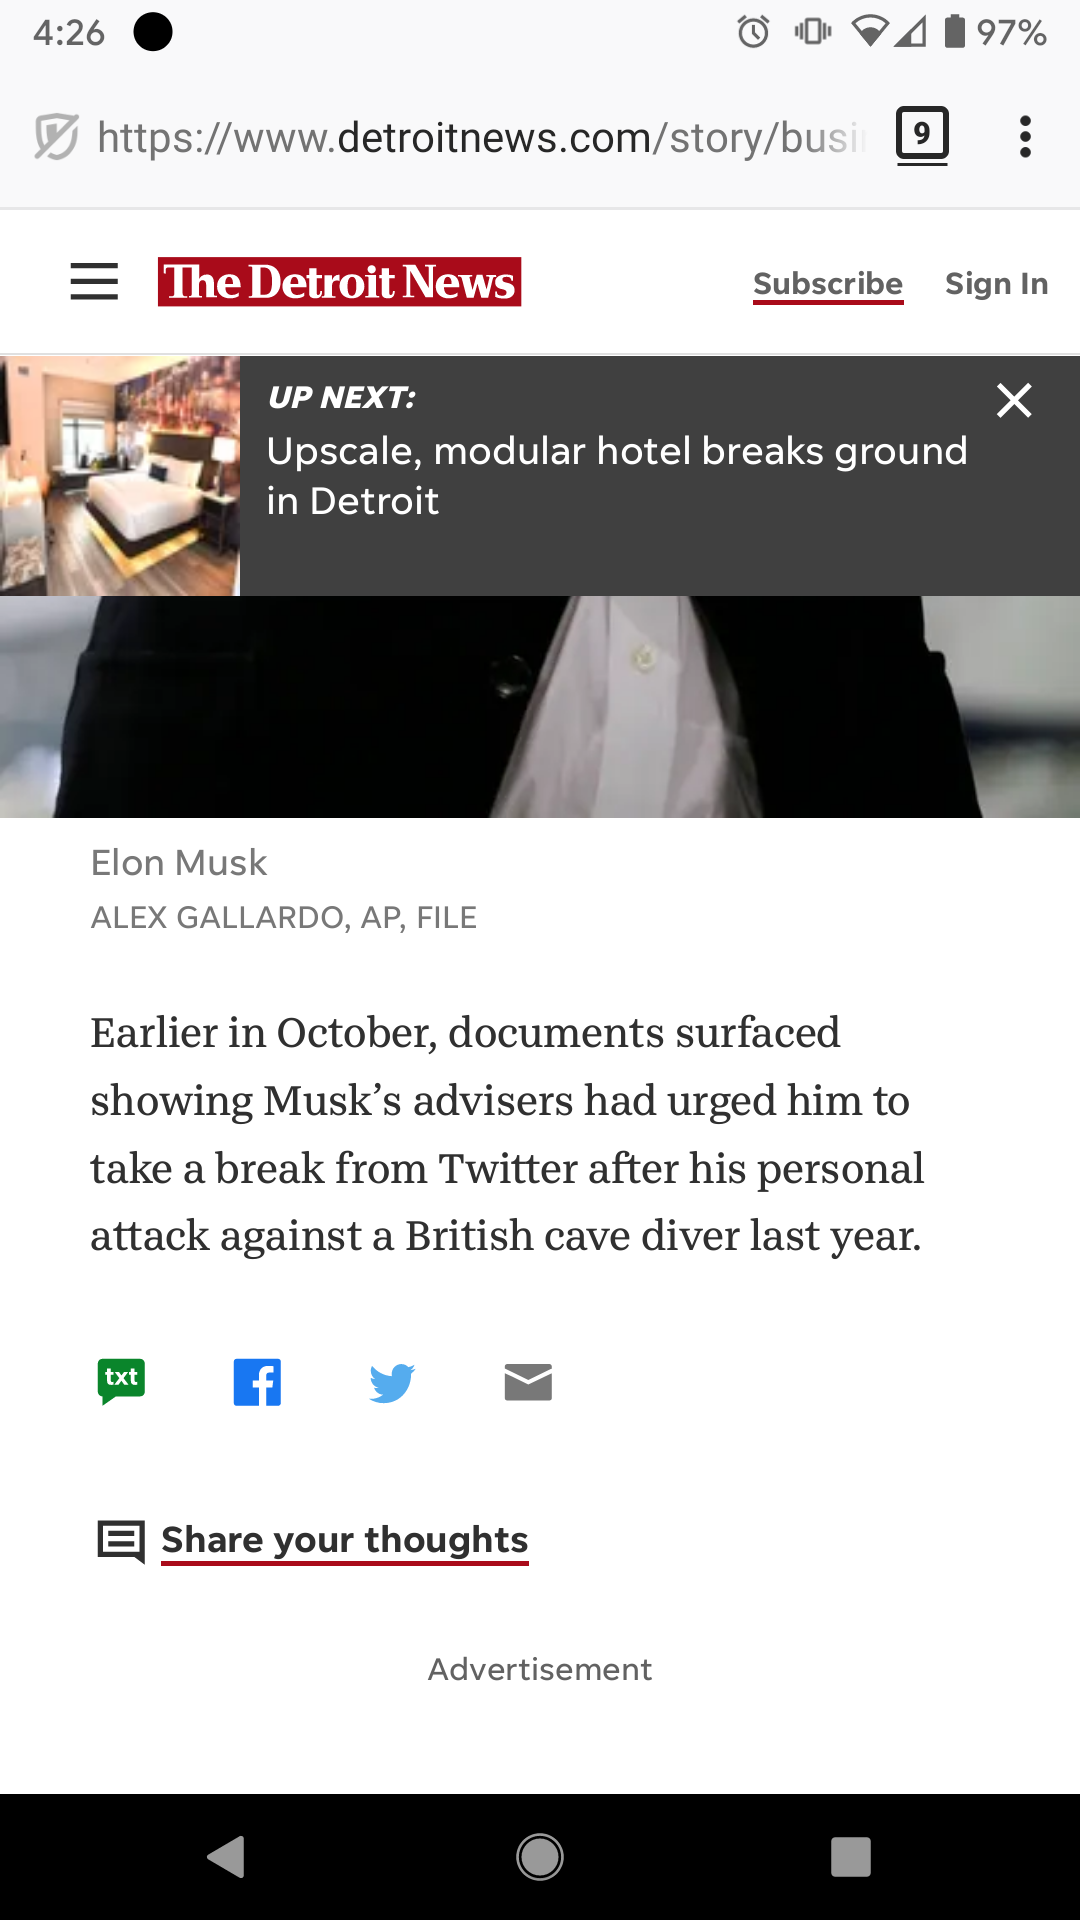 4:26
97%
https://www.detroitnews.com/story/busi
9
The Detroit News
Subscribe
Sign In
UP NEXT:
Upscale, modular hotel breaks ground
in Detroit
Elon Musk
ALEX GALLARDO, AP, FILE
Earlier in October, documents surfaced
showing Musk’s advisers had urged him to
take a break from Twitter after his personal
attack against a British cave diver last year.
txt
Share your thoughts
Advertisement